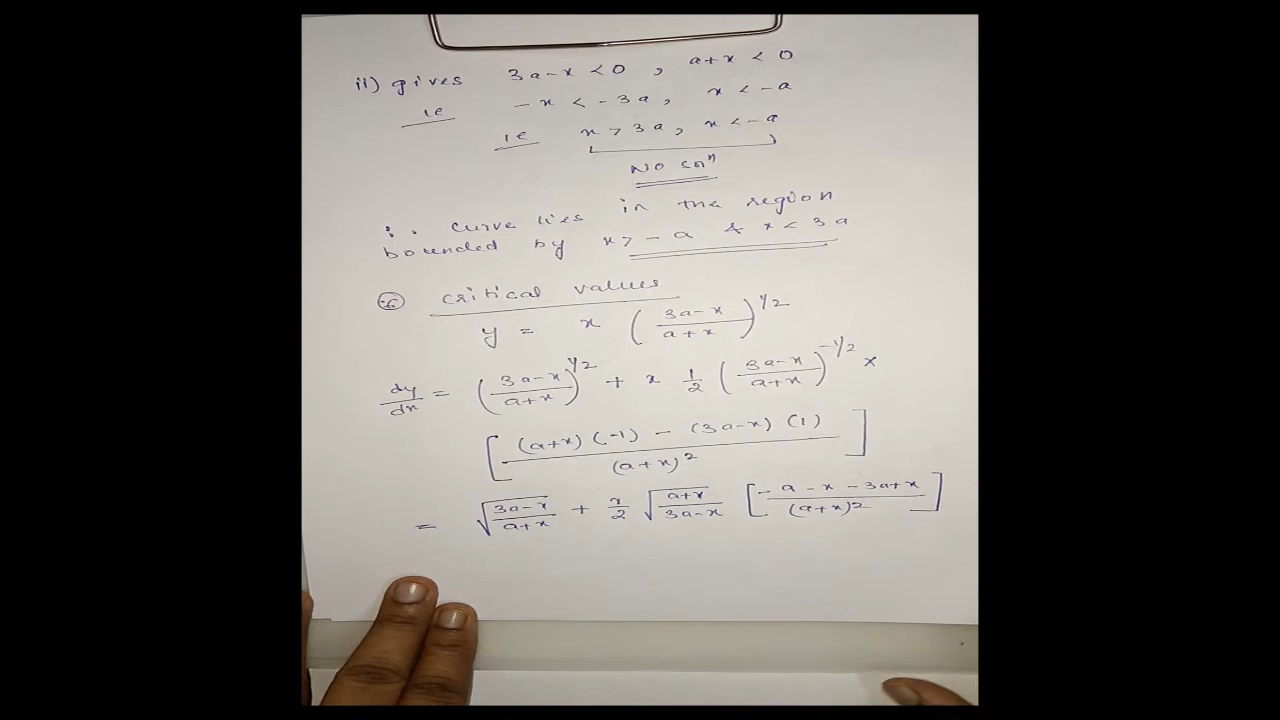 ii) gives 3a-x < 0 , a+x < 0
ie -x < -3a, x < -a
ie x > 3a, x < -a
No conⁿ
∴ curve lies in the region
bounded by x > -a & x < 3a
⑥ critical values
y = x ( (3a-x)/(a+x) )^1/2
dy/dx = ( (3a-x)/(a+x) )^1/2 + x 1/2 ( (3a-x)/(a+x) )^-1/2 ×
[ ( (a+x) (-1) - (3a-x) (1) ) / (a+x)² ]
= √((3a-x)/(a+x)) + x/2 √((a+x)/(3a-x)) [ (-a-x-3a+x) / (a+x)² ]